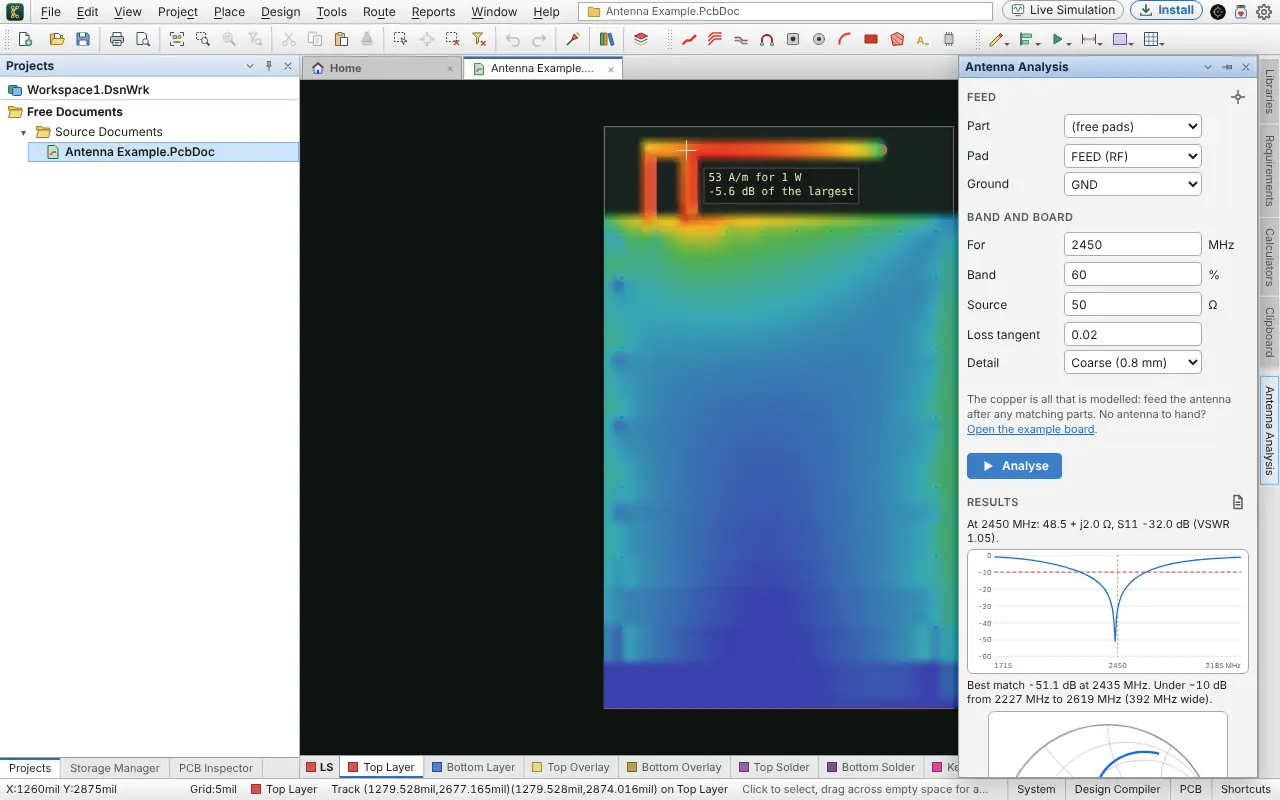 File Edit View Project Place Design Tools Route Reports Window Help Antenna Example.PcbDoc Live Simulation Install
Projects
Workspace1.DsnWrk
Free Documents
Source Documents
Antenna Example.PcbDoc
Home
Antenna Example....
53 A/m for 1 W
-5.6 dB of the largest
Antenna Analysis
FEED
Part (free pads)
Pad FEED (RF)
Ground GND
BAND AND BOARD
For 2450 MHz
Band 60 %
Source 50 Ω
Loss tangent 0.02
Detail Coarse (0.8 mm)
The copper is all that is modelled: feed the antenna
after any matching parts. No antenna to hand?
Open the example board.
Analyse
RESULTS
At 2450 MHz: 48.5 + j2.0 Ω, S11 -32.0 dB (VSWR
1.05).
0
-10
-20
-30
-40
-50
-60
1715 2450 3185 MHz
Best match -51.1 dB at 2435 MHz. Under −10 dB
from 2227 MHz to 2619 MHz (392 MHz wide).
Libraries
Requirements
Calculators
Clipboard
Antenna Analysis
Projects Storage Manager PCB Inspector
LS Top Layer Bottom Layer Top Overlay Bottom Overlay Top Solder Bottom Solder Ke
X:1260mil Y:2875mil Grid:5mil Top Layer Track (1279.528mil,2677.165mil)(1279.528mil,2874.016mil) on Top Layer Click to select, drag across empty space for a... System Design Compiler PCB Shortcuts